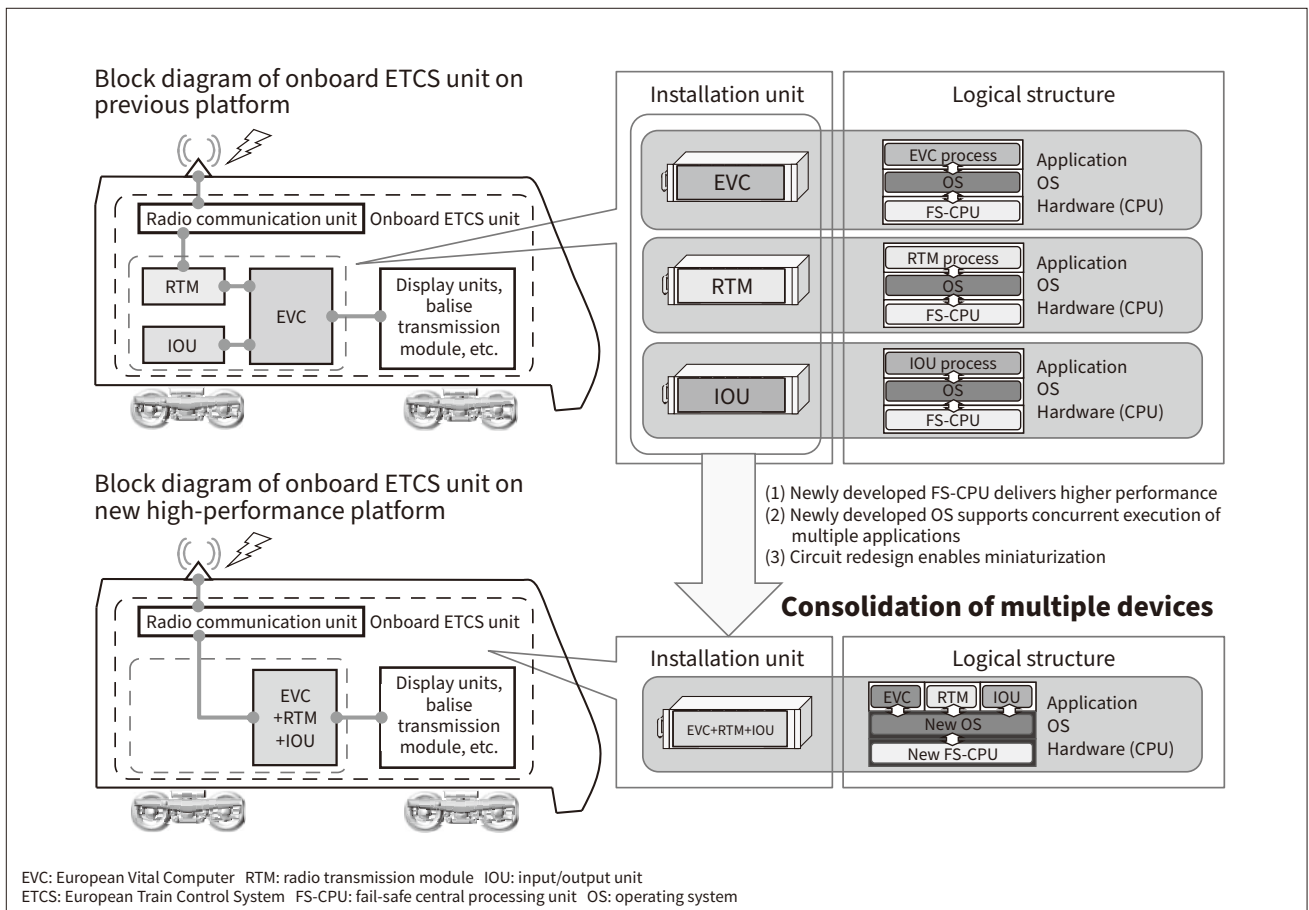 Block diagram of onboard ETCS unit on
previous platform
Radio communication unit
Onboard ETCS unit
RTM
IOU
EVC
Display units,
balise
transmission
module, etc.
Installation unit
Logical structure
EVC
EVC process
OS
FS-CPU
Application
OS
Hardware (CPU)
RTM
RTM process
OS
FS-CPU
Application
OS
Hardware (CPU)
IOU
IOU process
OS
FS-CPU
Application
OS
Hardware (CPU)
(1) Newly developed FS-CPU delivers higher performance
(2) Newly developed OS supports concurrent execution of
multiple applications
(3) Circuit redesign enables miniaturization
Consolidation of multiple devices
Block diagram of onboard ETCS unit on
new high-performance platform
Radio communication unit
Onboard ETCS unit
EVC
+RTM
+IOU
Display units,
balise
transmission
module, etc.
Installation unit
Logical structure
EVC+RTM+IOU
EVC RTM IOU
New OS
New FS-CPU
Application
OS
Hardware (CPU)
EVC: European Vital Computer RTM: radio transmission module IOU: input/output unit
ETCS: European Train Control System FS-CPU: fail-safe central processing unit OS: operating system